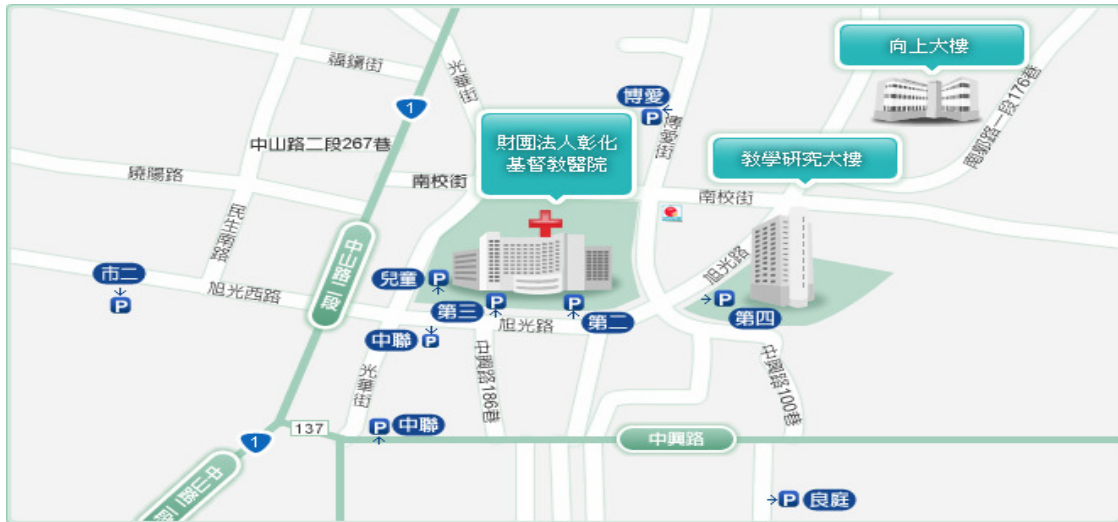 向上大樓
福鎮街
光華街
1
博愛
P
博愛街
南郭路一段176巷
財團法人彰化
基督教醫院
教學研究大樓
中山路二段267巷
曉陽路
南校街
南校街
民生南路
中山路二段
市二
P
旭光西路
兒童
P
第三
P
旭光路
P
第二
旭光路
P
第四
中聯
P
光華街
中興路186巷
中興路100巷
137
1
P
中聯
中興路
中山路二段
P
良庭